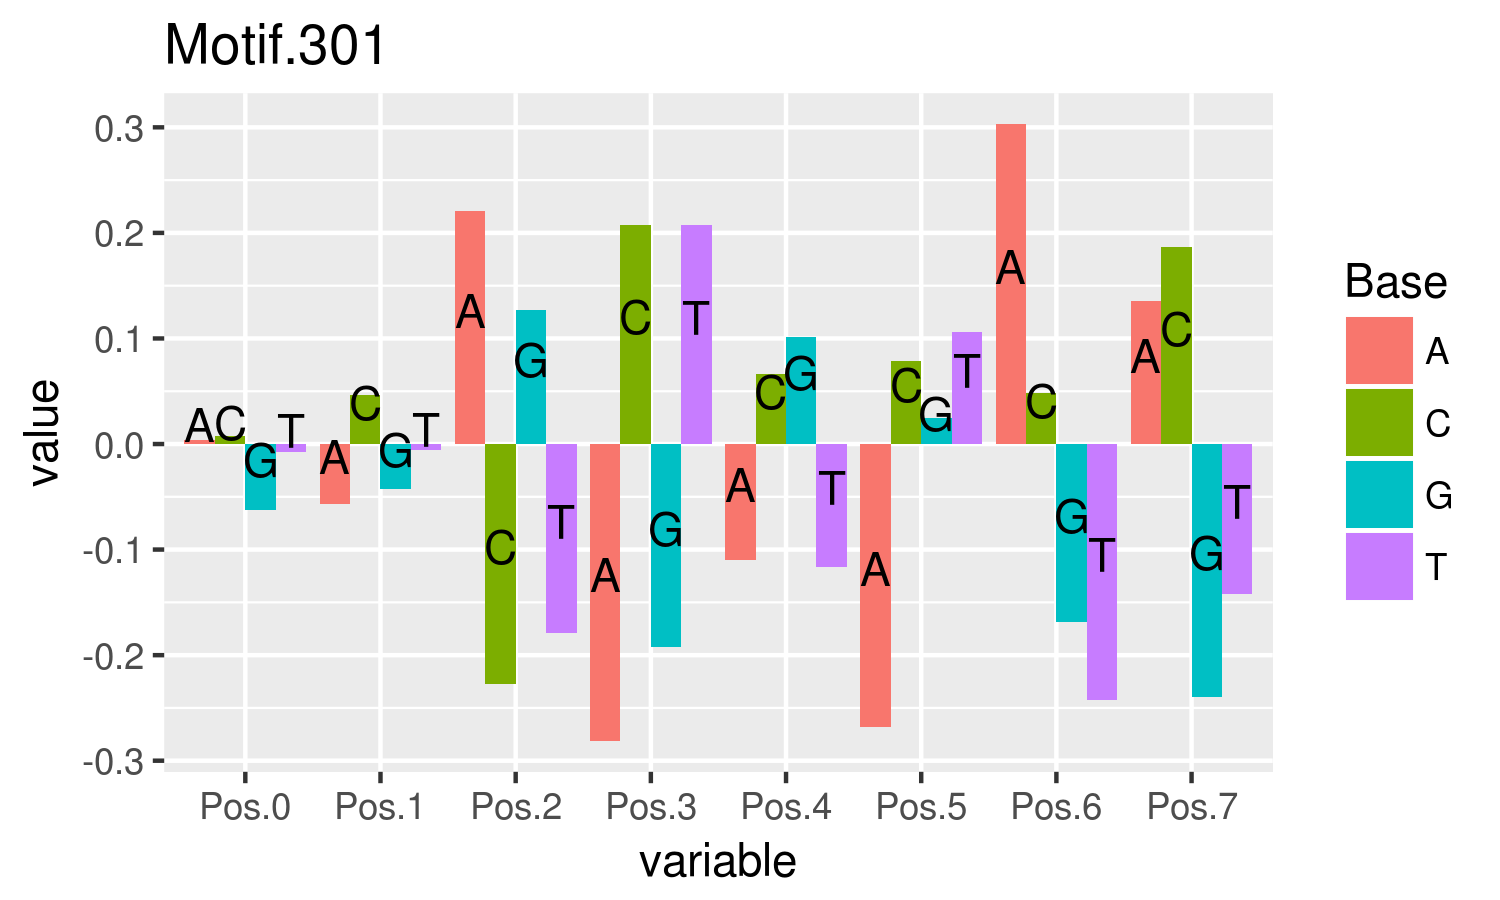 Motif.301
value
0.3
0.2
0.1
0.0
-0.1
-0.2
-0.3
A C G T
A C G T
A C G T
A C G T
A C G T
A C G T
A C G T
A C G T
Pos.0 Pos.1 Pos.2 Pos.3 Pos.4 Pos.5 Pos.6 Pos.7
variable
Base
A
C
G
T